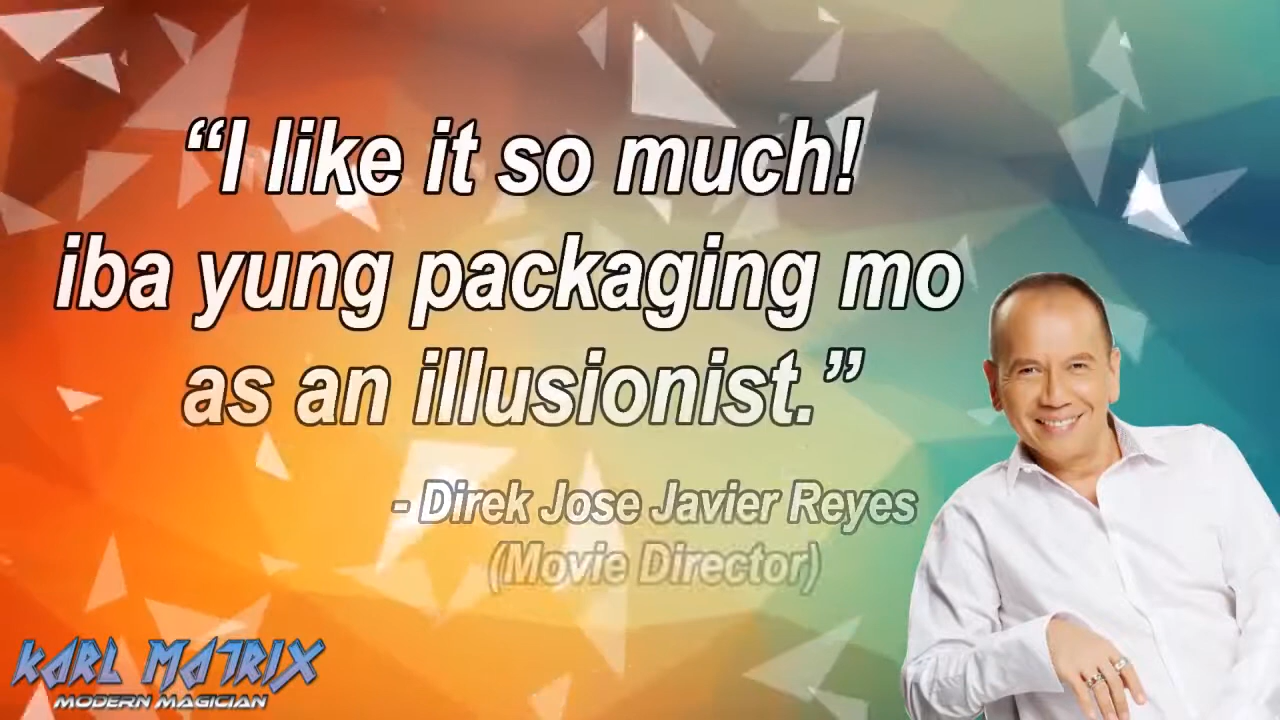 “I like it so much!
iba yung packaging mo
as an illusionist.”
- Direk Jose Javier Reyes
(Movie Director)
KARL MATRIX
MODERN MAGICIAN